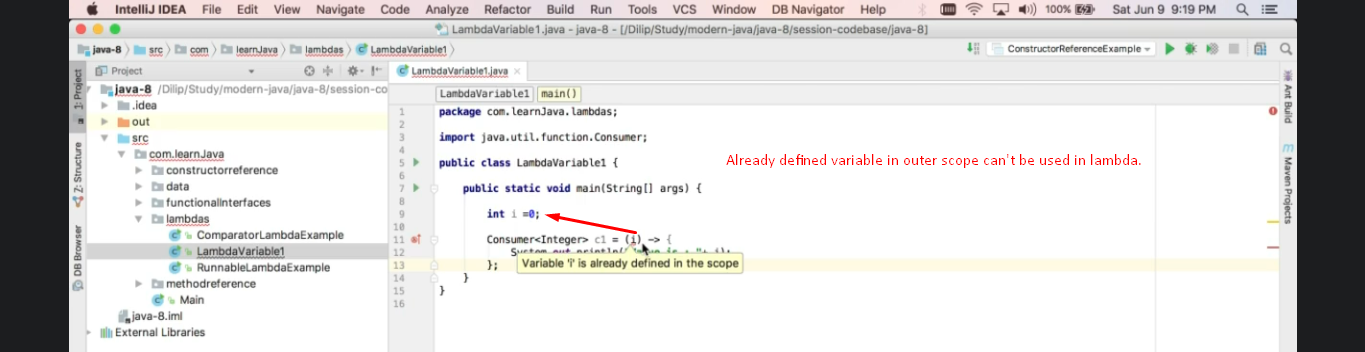 IntelliJ IDEA File Edit View Navigate Code Analyze Refactor Build Run Tools VCS Window DB Navigator Help 100% Sat Jun 9 9:19 PM
LambdaVariable1.java - java-8 - [/Dilip/Study/modern-java/java-8/session-codebase/java-8]
java-8 src com learnJava lambdas LambdaVariable1 ConstructorReferenceExample
Project LambdaVariable1.java
java-8 /Dilip/Study/modern-java/java-8/session-co
LambdaVariable1 main()
.idea
out
src
com.learnJava
constructorreference
data
functionalInterfaces
lambdas
ComparatorLambdaExample
LambdaVariable1
RunnableLambdaExample
methodreference
Main
java-8.iml
External Libraries
1: Project
7: Structure
DB Browser
1 package com.learnJava.lambdas;
2
3 import java.util.function.Consumer;
4
5 public class LambdaVariable1 {
6
7 public static void main(String[] args) {
8
9 int i =0;
10
11 Consumer<Integer> c1 = (i) -> {
12 System.out.println(
13 };
14 }
15 }
16
Variable 'i' is already defined in the scope
Already defined variable in outer scope can't be used in lambda.
Ant Build
Maven Projects